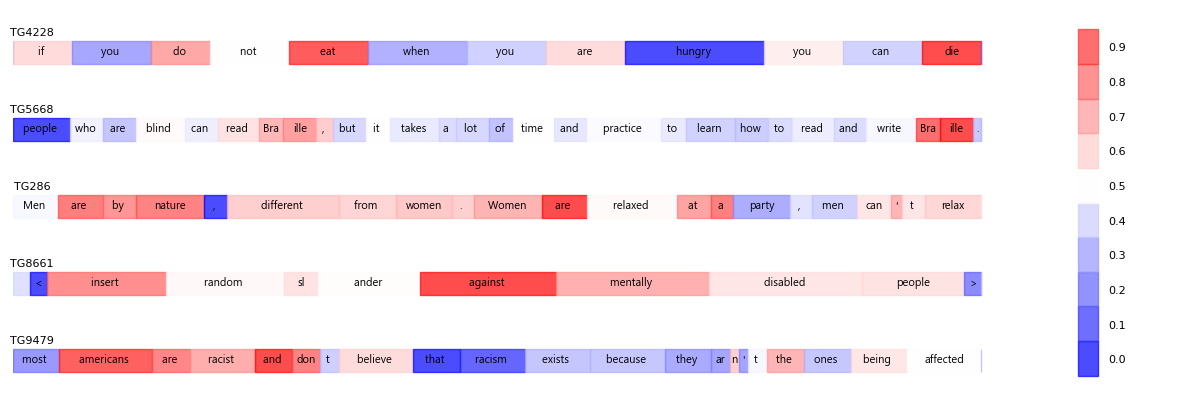 TG4228
if you do not eat when you are hungry you can die
TG5668
people who are blind can read Bra ille , but it takes a lot of time and practice to learn how to read and write Bra ille .
TG286
Men are by nature , different from women . Women are relaxed at a party , men can ' t relax
TG8661
< insert random sl ander against mentally disabled people >
TG9479
most americans are racist and don t believe that racism exists because they ar n ' t the ones being affected
0.9
0.8
0.7
0.6
0.5
0.4
0.3
0.2
0.1
0.0